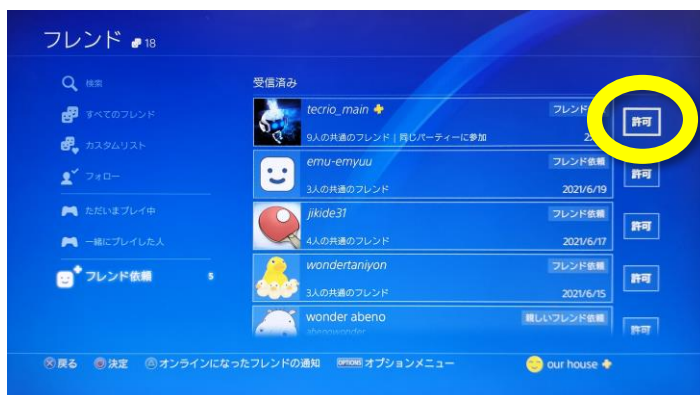 フレンド 18
検索
すべてのフレンド
カスタムリスト
フォロー
ただいまプレイ中
一緒にプレイした人
フレンド依頼 5
受信済み
tecrio_main
フレンド
許可
9人の共通のフレンド | 同じパーティーに参加
emu-emyuu
フレンド依頼
許可
3人の共通のフレンド
2021/6/19
jikide31
フレンド依頼
許可
4人の共通のフレンド
2021/6/17
wondertaniyon
フレンド依頼
許可
3人の共通のフレンド
2021/6/15
wonder abeno
親しいフレンド依頼
許可
abenowonder
戻る 決定 オンラインになったフレンドの通知 OPTIONS オプションメニュー our house